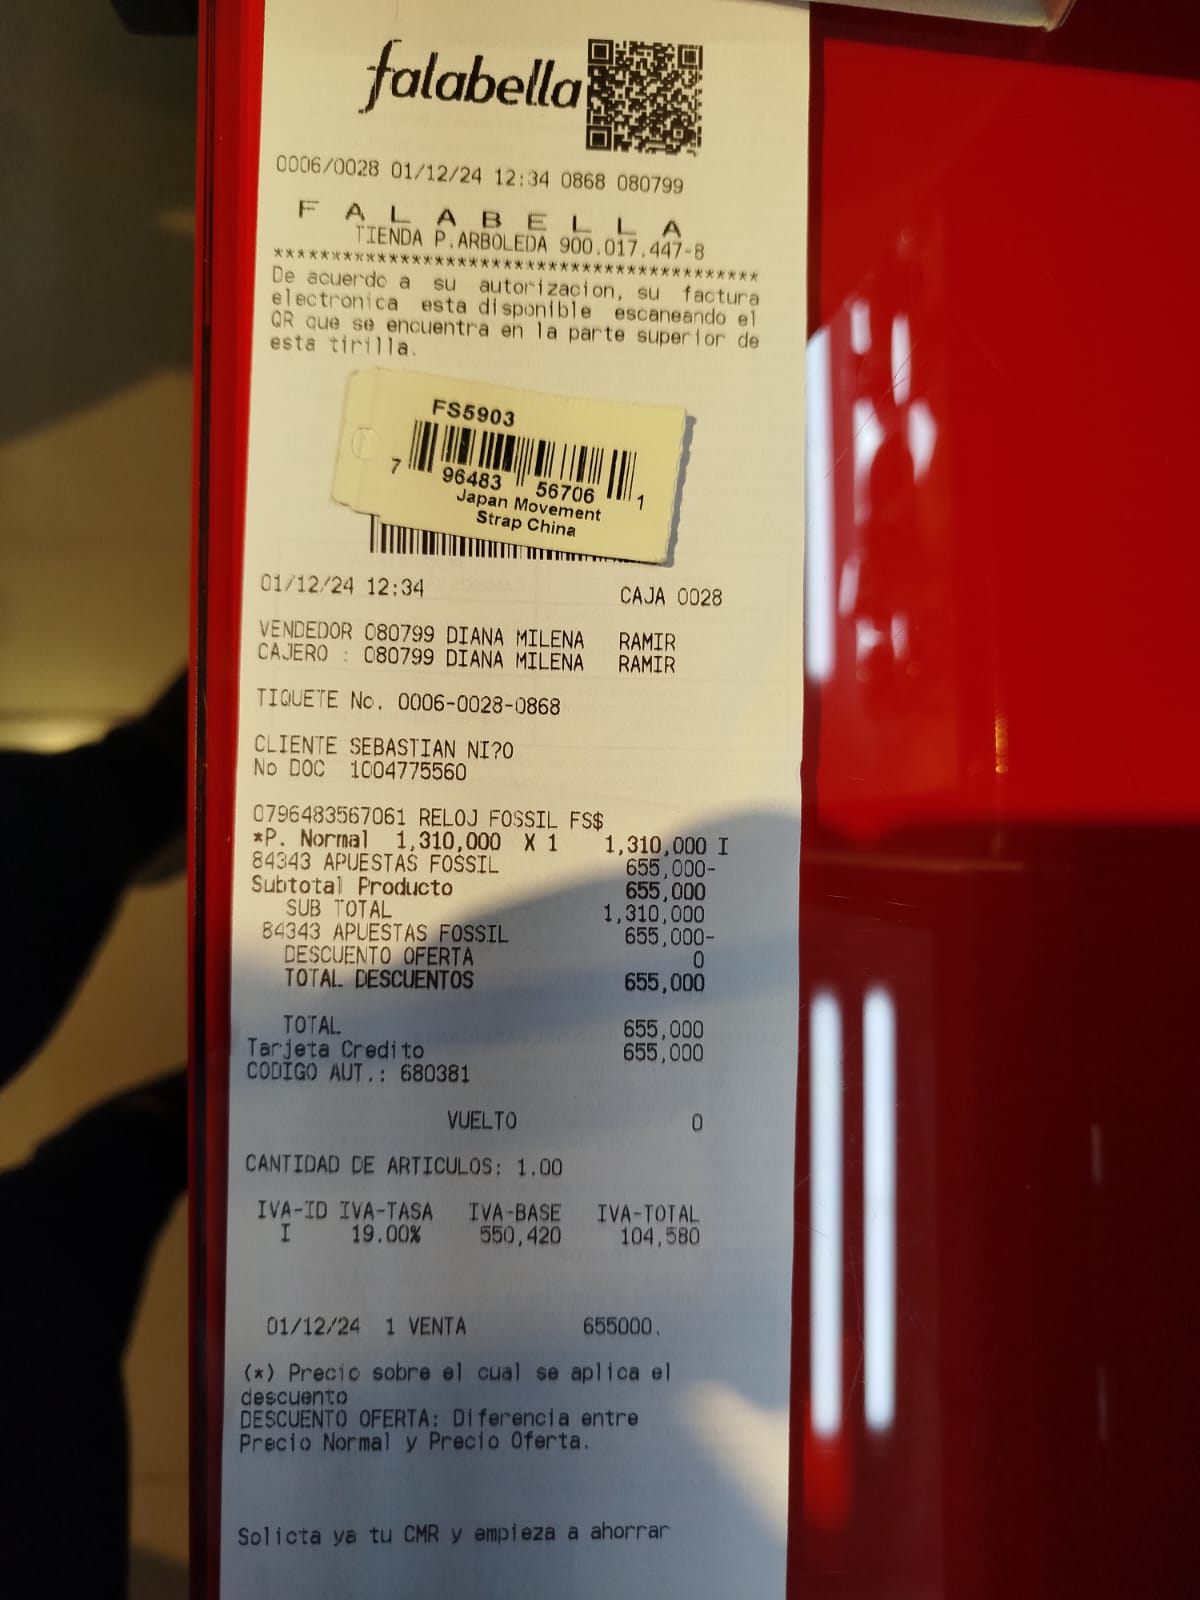 falabella
0006/0028 01/12/24 12:34 0868 080799
F A L A B E L L A
TIENDA P.ARBOLEDA 900.017.447-8
******************************************
De acuerdo a su autorizacion, su factura
electronica esta disponible escaneando el
QR que se encuentra en la parte superior de
esta tirilla.
FS5903
7 96483 56706 1
Japan Movement
Strap China
01/12/24 12:34 CAJA 0028
VENDEDOR 080799 DIANA MILENA RAMIR
CAJERO : 080799 DIANA MILENA RAMIR
TIQUETE No. 0006-0028-0868
CLIENTE SEBASTIAN NI?O
No DOC 1004775560
0796483567061 RELOJ FOSSIL FS$
*P. Normal 1,310,000 X 1 1,310,000 I
84343 APUESTAS FOSSIL 655,000-
Subtotal Producto 655,000
SUB TOTAL 1,310,000
84343 APUESTAS FOSSIL 655,000-
DESCUENTO OFERTA 0
TOTAL DESCUENTOS 655,000
TOTAL 655,000
Tarjeta Credito 655,000
CODIGO AUT.: 680381
VUELTO 0
CANTIDAD DE ARTICULOS: 1.00
IVA-ID IVA-TASA IVA-BASE IVA-TOTAL
I 19.00% 550,420 104,580
01/12/24 1 VENTA 655000.
(*) Precio sobre el cual se aplica el
descuento
DESCUENTO OFERTA: Diferencia entre
Precio Normal y Precio Oferta.
Solicta ya tu CMR y empieza a ahorrar